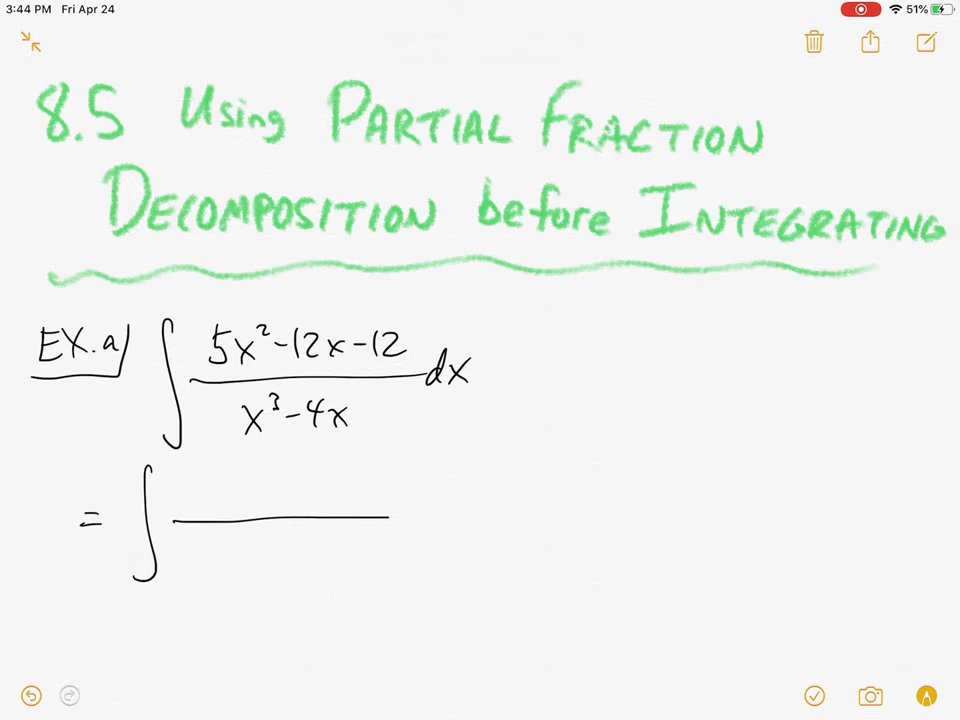 3:44 PM Fri Apr 24 51%
8.5 Using PARTIAL FRACTION
DECOMPOSITION before INTEGRATING
EX.a) ∫ (5x² - 12x - 12)/(x³ - 4x) dx
= ∫